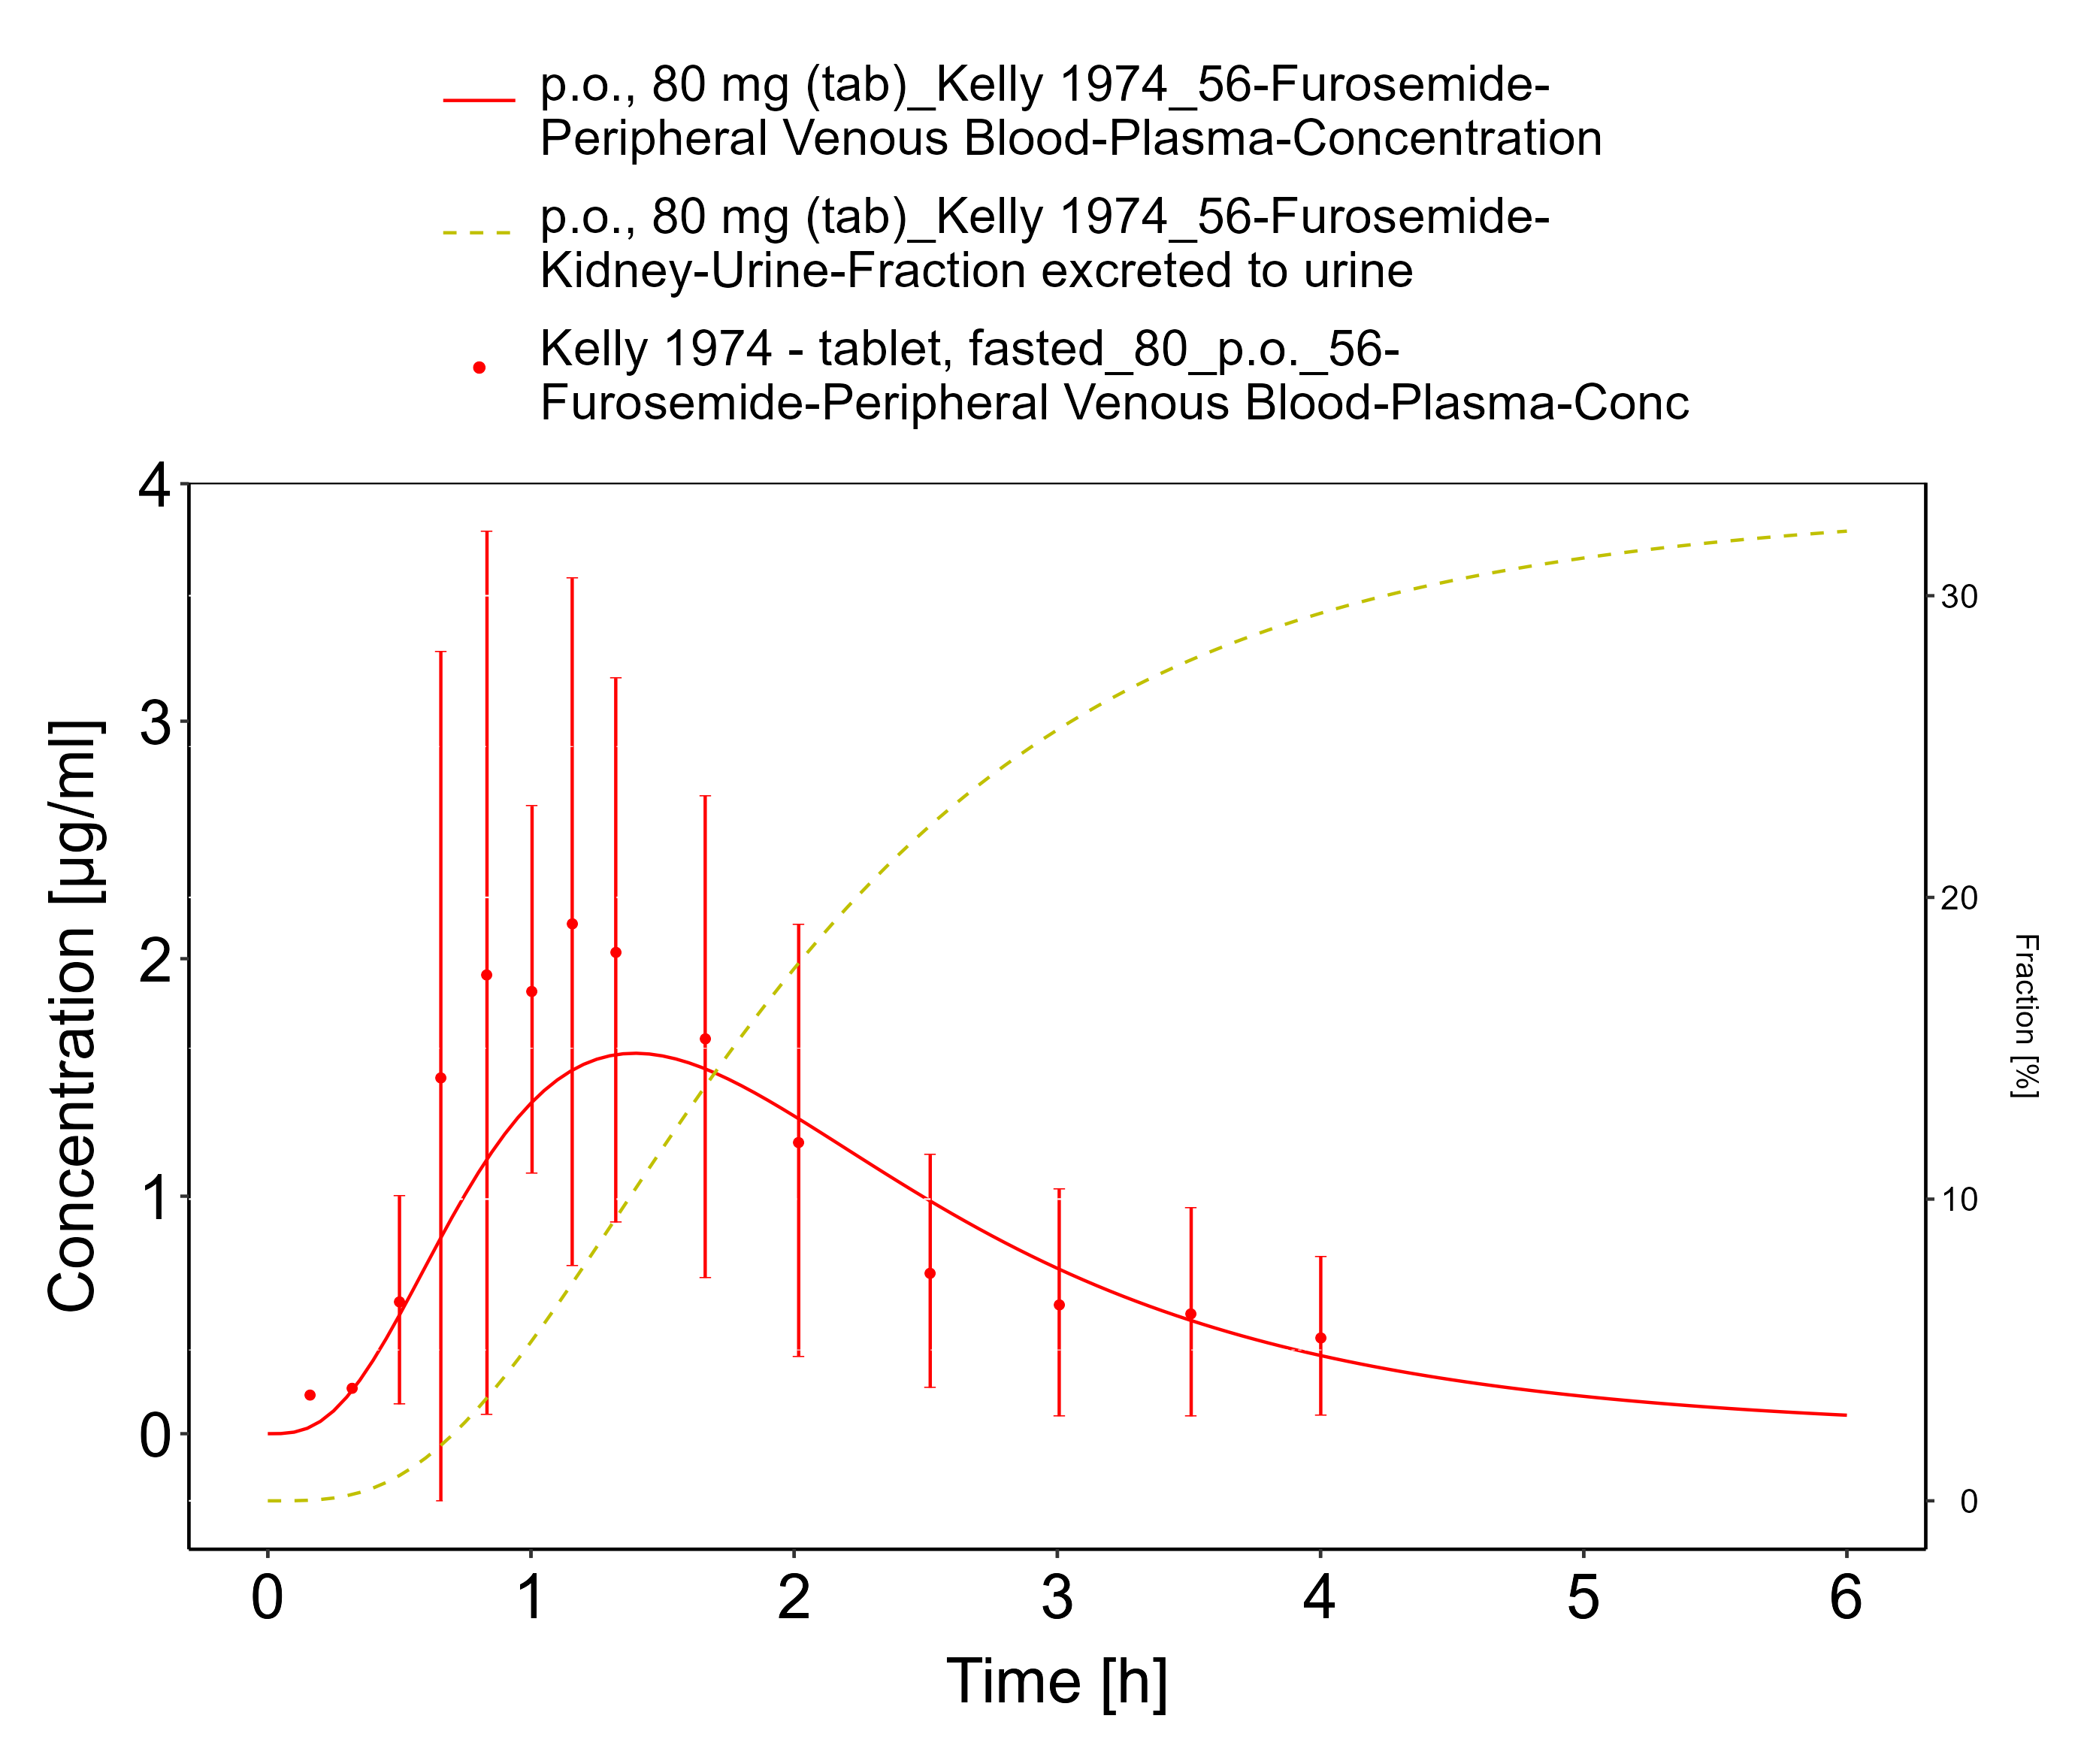 p.o., 80 mg (tab)_Kelly 1974_56-Furosemide-
Peripheral Venous Blood-Plasma-Concentration
p.o., 80 mg (tab)_Kelly 1974_56-Furosemide-
Kidney-Urine-Fraction excreted to urine
Kelly 1974 - tablet, fasted_80_p.o._56-
Furosemide-Peripheral Venous Blood-Plasma-Conc
4
3
2
1
0
Concentration [µg/ml]
30
20
10
0
Fraction [%]
0 1 2 3 4 5 6
Time [h]